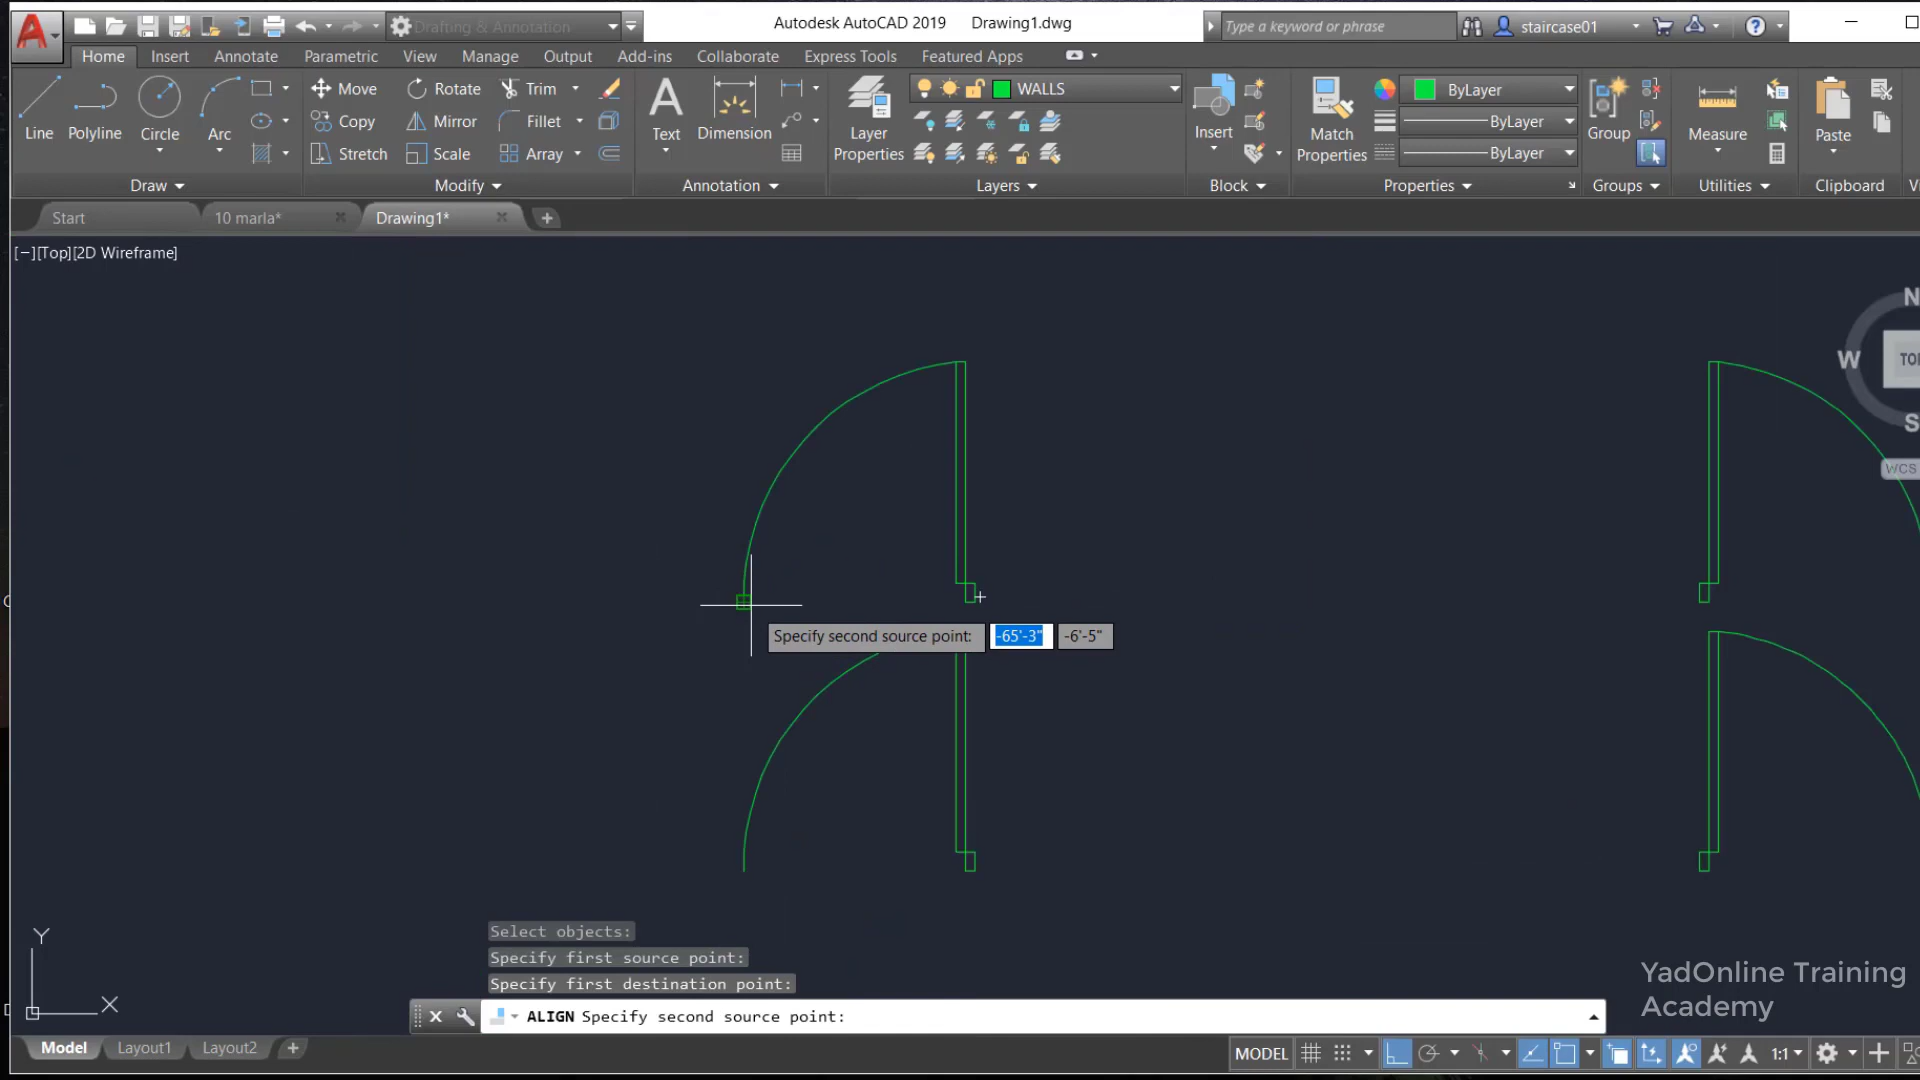 Drafting & Annotation
Autodesk AutoCAD 2019 Drawing1.dwg
Type a keyword or phrase
staircase01
Home Insert Annotate Parametric View Manage Output Add-ins Collaborate Express Tools Featured Apps
Line Polyline Circle Arc
Move Rotate Trim
Copy Mirror Fillet
Stretch Scale Array
Text Dimension
Layer Properties
WALLS
Insert
Match Properties
ByLayer
ByLayer
ByLayer
Group
Measure
Paste
Draw Modify Annotation Layers Block Properties Groups Utilities Clipboard
Start 10 marla* Drawing1*
[−][Top][2D Wireframe]
N
W
S
WCS
Specify second source point: -65'-3" -6'-5"
Y
X
Select objects:
Specify first source point:
Specify first destination point:
ALIGN Specify second source point:
YadOnline Training
Academy
Model Layout1 Layout2
MODEL
1:1